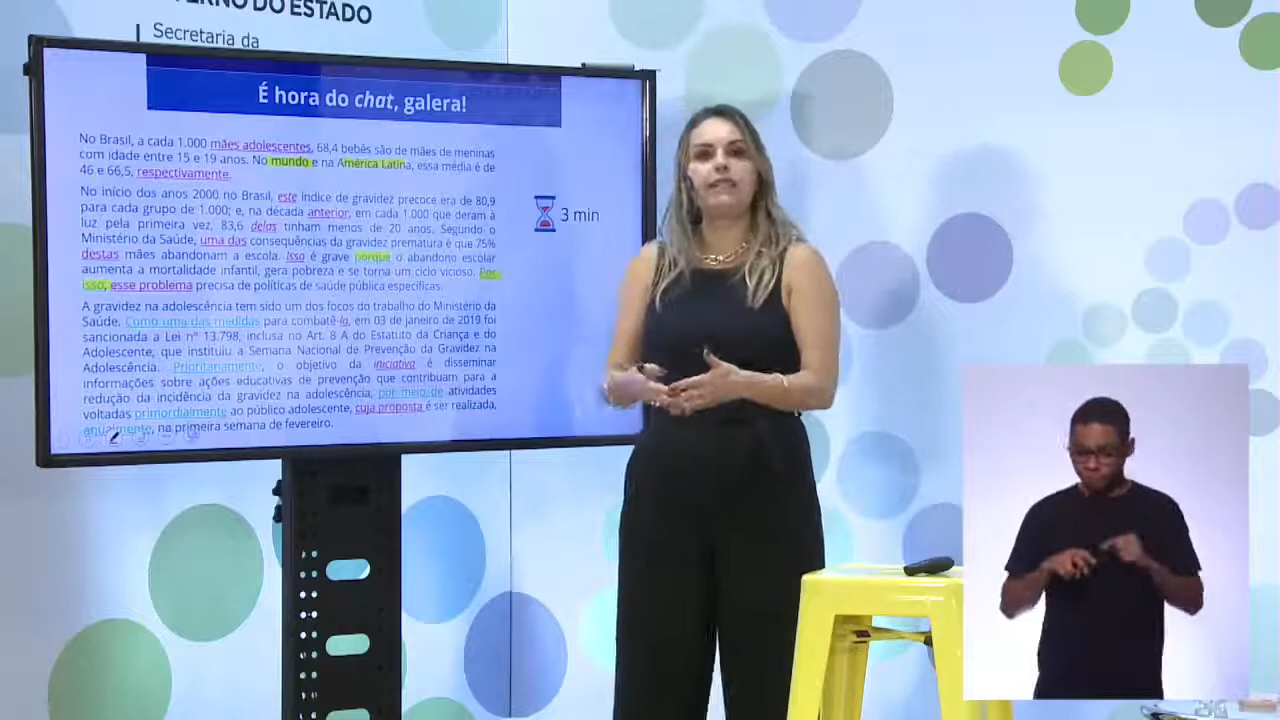 VERNO DO ESTADO
Secretaria da
É hora do chat, galera!
No Brasil, a cada 1.000 mães adolescentes, 68,4 bebês são de mães de meninas
com idade entre 15 e 19 anos. No mundo e na América Latina, essa média é de
46 e 66,5, respectivamente.
No início dos anos 2000 no Brasil, este índice de gravidez precoce era de 80,9
para cada grupo de 1.000; e, na década anterior, em cada 1.000 que deram à
luz pela primeira vez, 83,6 delas tinham menos de 20 anos. Segundo o
Ministério da Saúde, uma das consequências da gravidez prematura é que 75%
destas mães abandonam a escola. Isso é grave porque o abandono escolar
aumenta a mortalidade infantil, gera pobreza e se torna um ciclo vicioso. Por
isso, esse problema precisa de políticas de saúde pública específicas.
A gravidez na adolescência tem sido um dos focos do trabalho do Ministério da
Saúde. Como uma das medidas para combatê-la, em 03 de janeiro de 2019 foi
sancionada a Lei nº 13.798, inclusa no Art. 8 A do Estatuto da Criança e do
Adolescente, que instituiu a Semana Nacional de Prevenção da Gravidez na
Adolescência. Prioritariamente, o objetivo da iniciativa é disseminar
informações sobre ações educativas de prevenção que contribuam para a
redução da incidência da gravidez na adolescência, por meio de atividades
voltadas primordialmente ao público adolescente, cuja proposta é ser realizada,
anualmente, na primeira semana de fevereiro.
3 min